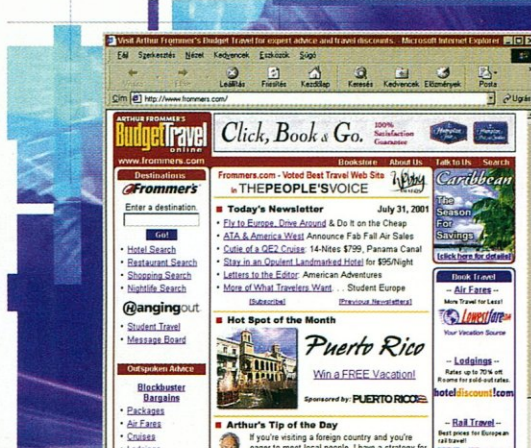 Visit Arthur Frommer's Budget Travel for expert advice and travel discounts. - Microsoft Internet Explorer
Fájl Szerkesztés Nézet Kedvencek Eszközök Súgó
Leállítás Frissítés Kezdőlap Keresés Kedvencek Előzmények Posta
Cím http://www.frommers.com/ Ugrás
ARTHUR FROMMER'S
BudgetTravel
online
www.frommers.com
Click, Book & Go.
100%
Satisfaction
Guarantee
Bookstore About Us Talk to Us Search
Destinations
Frommer's
Enter a destination.
Go!
• Hotel Search
• Restaurant Search
• Shopping Search
• Nightlife Search
Hangingout
• Student Travel
• Message Board
Outspoken Advice
Blockbuster
Bargains
• Packages
• Air Fares
• Cruises
• Lodgings
Frommers.com - Voted Best Travel Web Site
in THEPEOPLE'SVOICE
Webby
Today's Newsletter July 31, 2001
• Fly to Europe, Drive Around & Do It on the Cheap
• ATA & America West Announce Fab Fall Air Sales
• Cutie of a QE2 Cruise: 14-Nites $799, Panama Canal
• Stay in an Opulent Landmarked Hotel for $95/Night
• Letters to the Editor: American Adventures
• More of What Travelers Want . . . Student Europe
[Subscribe] [Previous Newsletters]
Hot Spot of the Month
Puerto Rico
Win a FREE Vacation!
Sponsored by: PUERTO RICO
Arthur's Tip of the Day
If you're visiting a foreign country and you're
eager to meet local people, I have a strategy for
Caribbean
The
Season
For
Savings
(click here for details)
Book Travel
-- Air Fares --
More Travel for Less!
Lowestfare.com
Your Vacation Source
-- Lodgings --
Rates up to 70% off
Rooms for sold-out dates.
hoteldiscount!com
-- Rail Travel --
Best prices for European
rail travel!